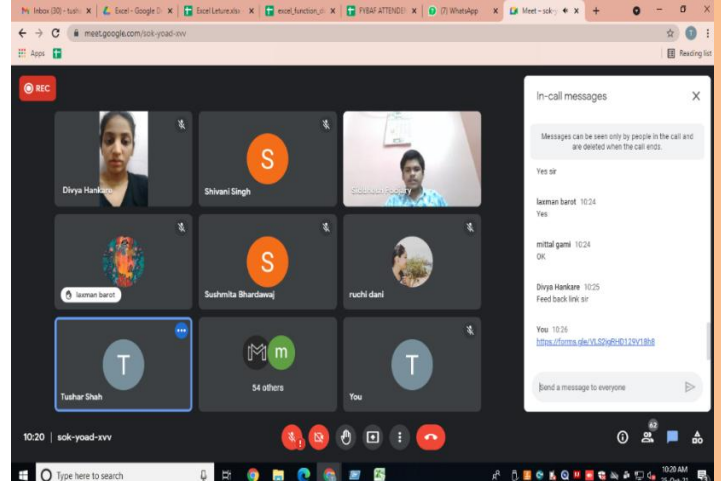 Inbox (30) - tush
Excel - Google D
Excel Leture.xlsx
excel_function_
FYBAF ATTENDE
(7) WhatsApp
Meet - sok-y
meet.google.com/sok-yoad-xvv
Apps
Reading list
REC
Divya Hankare
S
Shivani Singh
laxman barot
S
Sushmita Bhardawaj
ruchi dani
T
Tushar Shah
m
54 others
T
You
In-call messages
Messages can be seen only by people in the call and
are deleted when the call ends.
Yes sir
laxman barot 10:24
Yes
mittal gami 10:24
OK
Divya Hankare 10:25
Feed back link sir
You 10:26
Send a message to everyone
10:20 | sok-yoad-xvv
62
Type here to search
10:20 AM